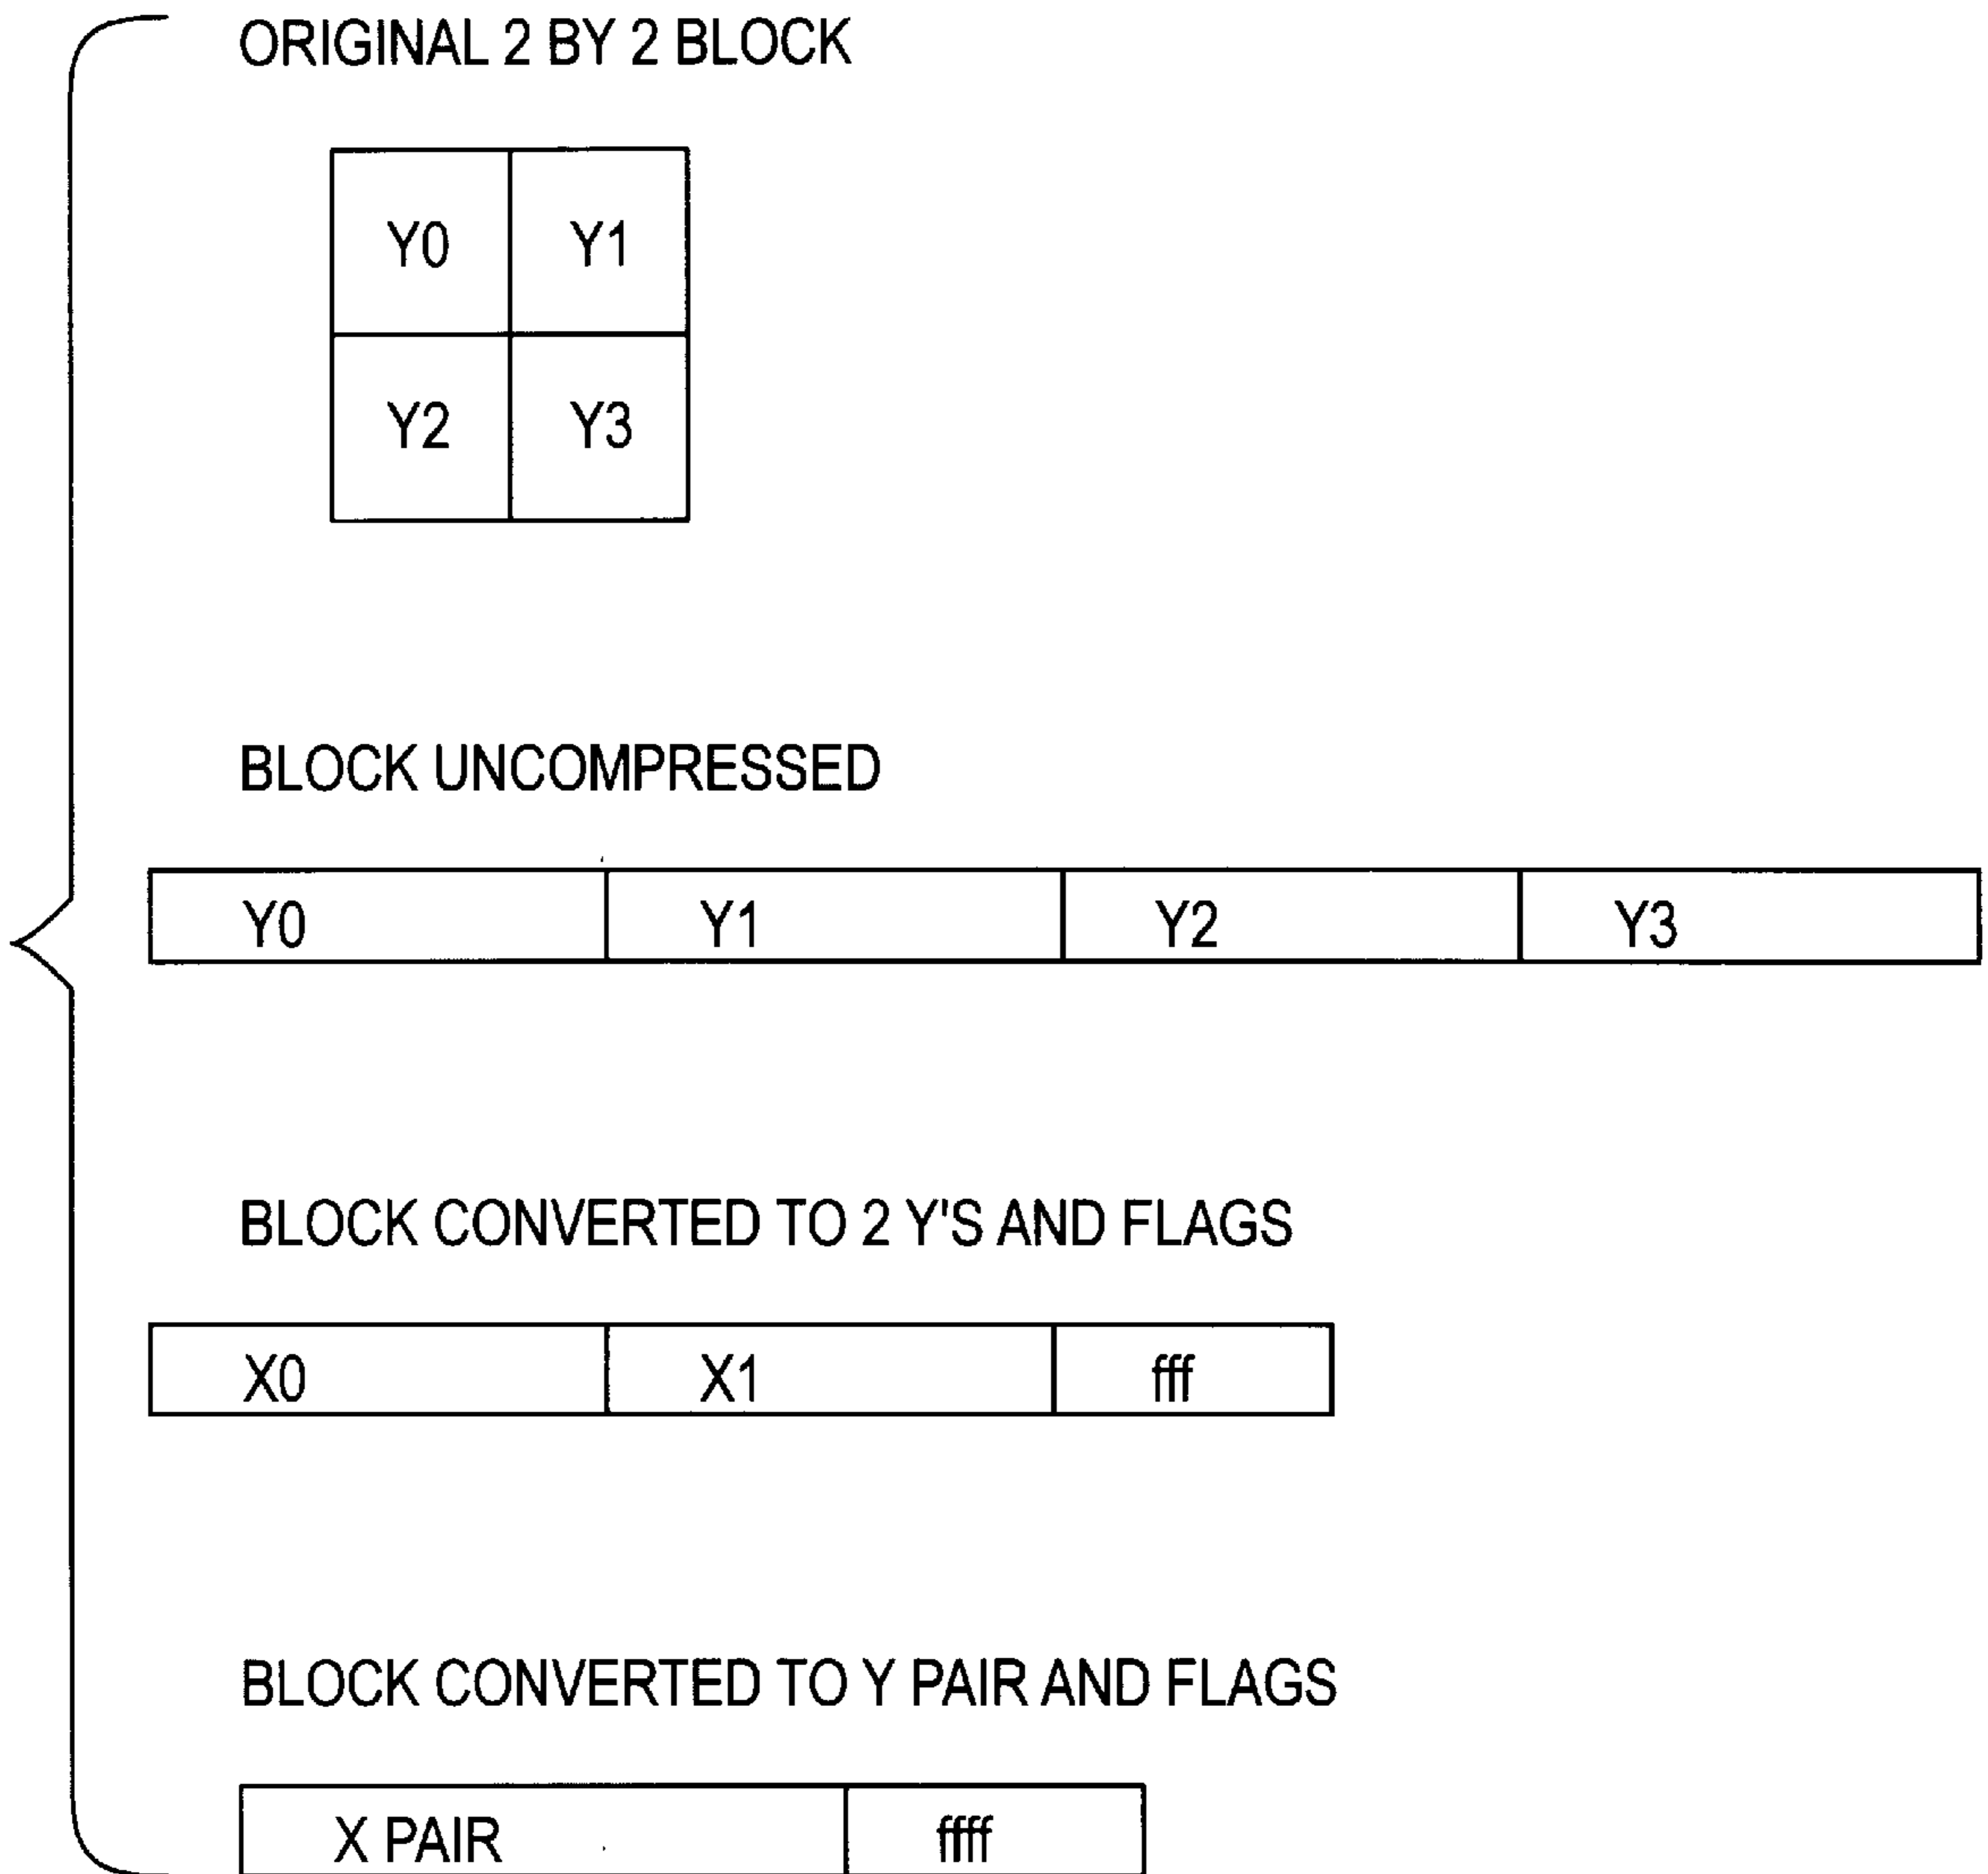 ORIGINAL 2 BY 2 BLOCK
Y0 Y1
Y2 Y3
BLOCK UNCOMPRESSED
Y0 Y1 Y2 Y3
BLOCK CONVERTED TO 2 Y'S AND FLAGS
X0 X1 fff
BLOCK CONVERTED TO Y PAIR AND FLAGS
X PAIR ffff